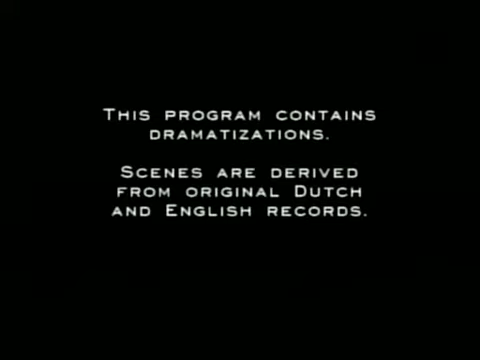 This program contains
dramatizations.
Scenes are derived
from original Dutch
and English records.